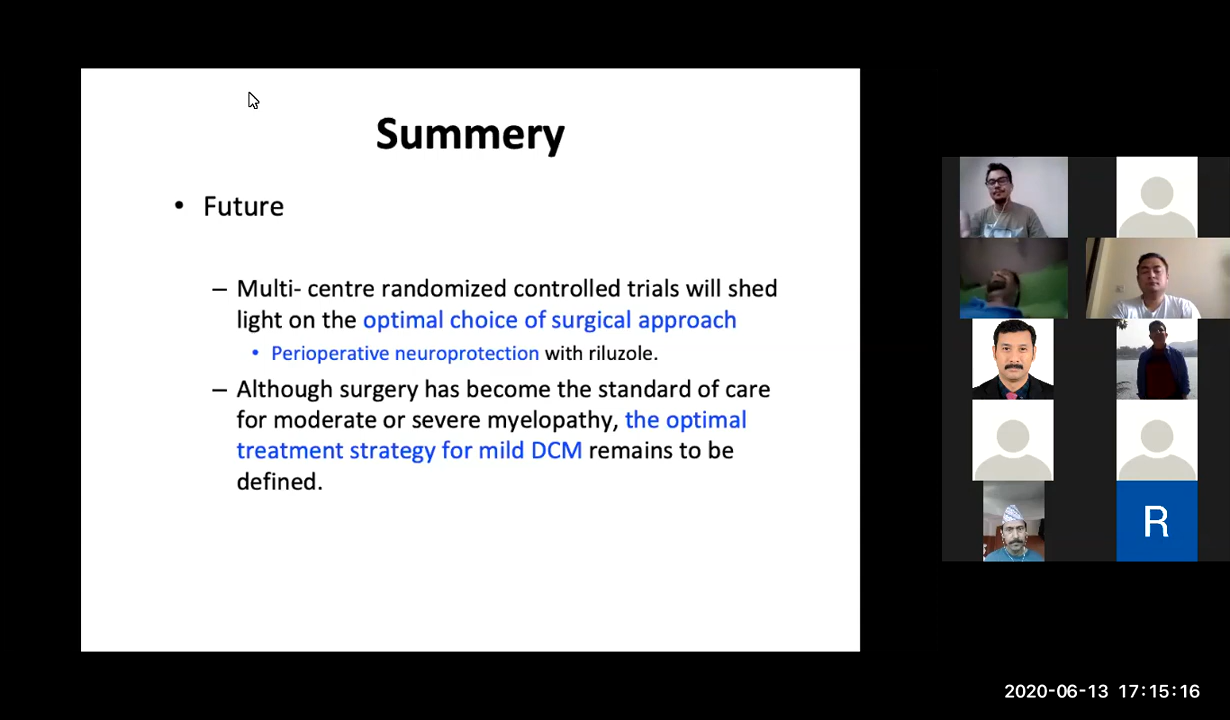 Summery
• Future
– Multi- centre randomized controlled trials will shed
light on the optimal choice of surgical approach
• Perioperative neuroprotection with riluzole.
– Although surgery has become the standard of care
for moderate or severe myelopathy, the optimal
treatment strategy for mild DCM remains to be
defined.
R
2020-06-13 17:15:16